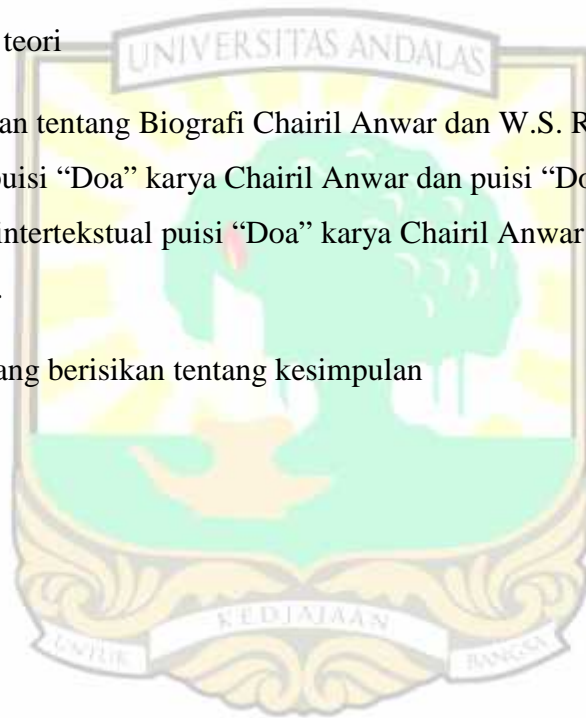 teori
UNIVERSITAS ANDALAS
an tentang Biografi Chairil Anwar dan W.S. R
puisi “Doa” karya Chairil Anwar dan puisi “Do
intertekstual puisi “Doa” karya Chairil Anwar
.
ang berisikan tentang kesimpulan
KEDJAJAAN
UNTUK
BANGSA